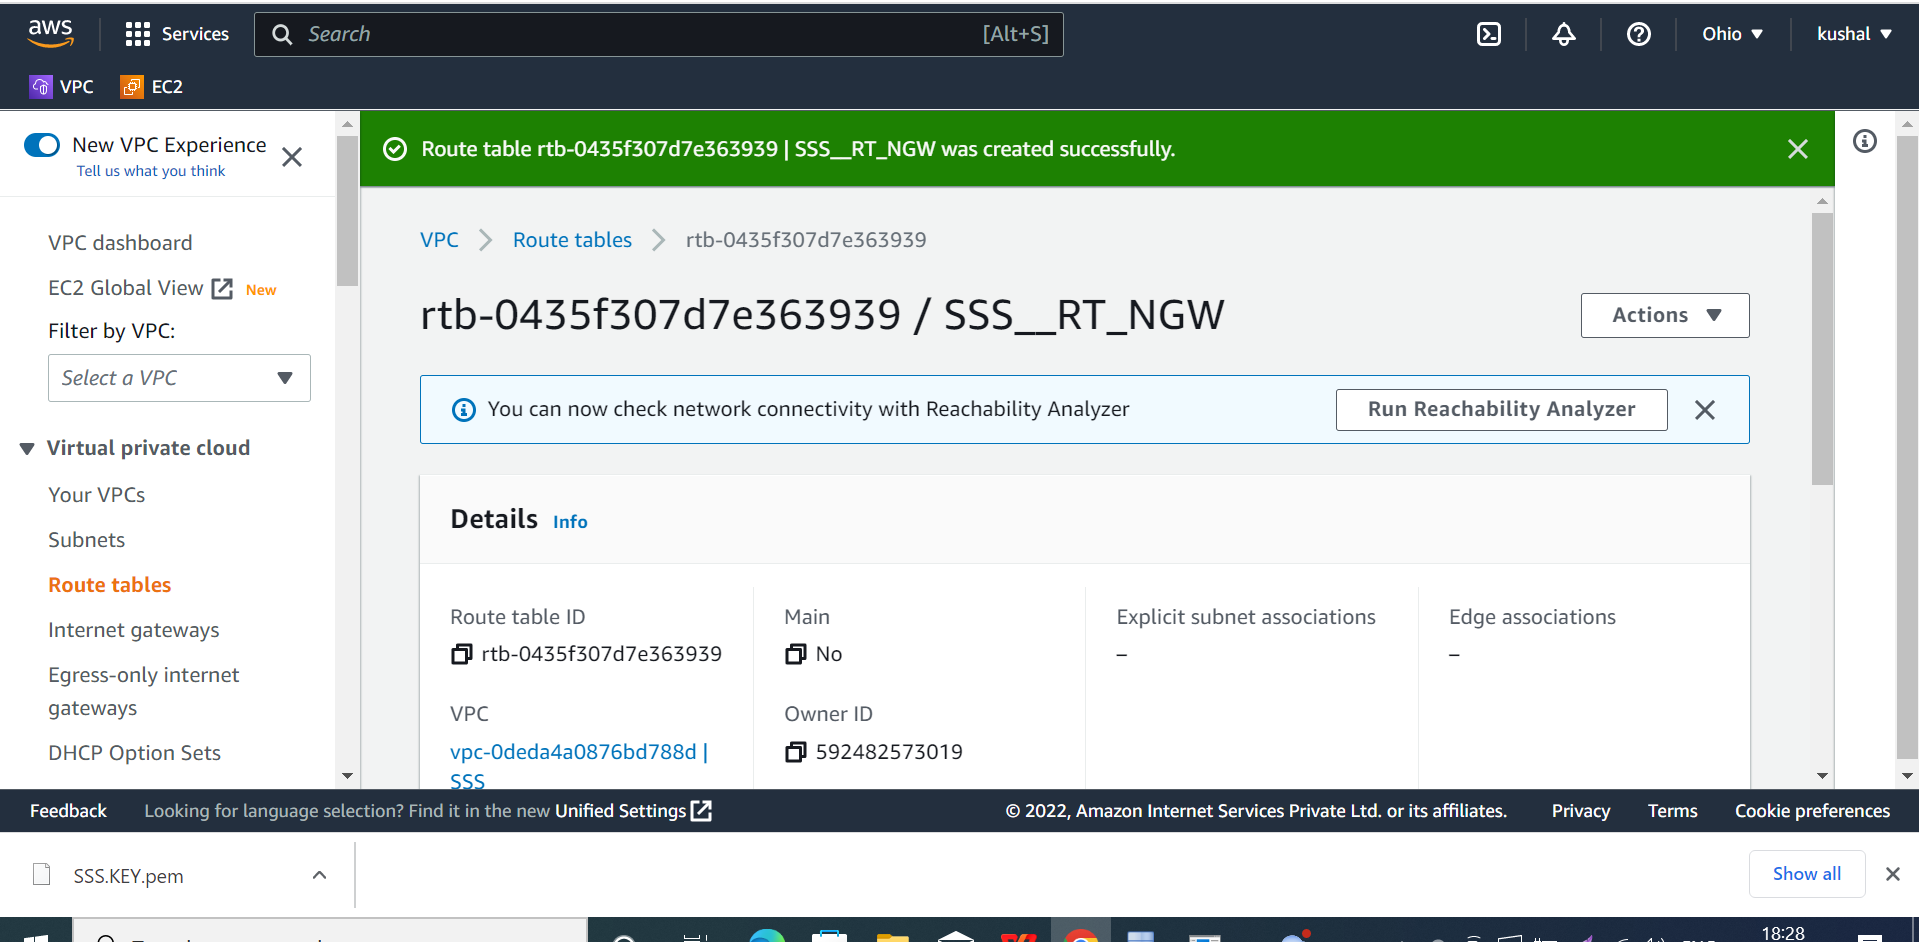 aws
Services
Search
[Alt+S]
Ohio
kushal
VPC
EC2
New VPC Experience
Tell us what you think
Route table rtb-0435f307d7e363939 | SSS__RT_NGW was created successfully.
VPC dashboard
EC2 Global View New
Filter by VPC:
Select a VPC
Virtual private cloud
Your VPCs
Subnets
Route tables
Internet gateways
Egress-only internet
gateways
DHCP Option Sets
VPC > Route tables > rtb-0435f307d7e363939
rtb-0435f307d7e363939 / SSS__RT_NGW
Actions
You can now check network connectivity with Reachability Analyzer
Run Reachability Analyzer
Details Info
Route table ID
rtb-0435f307d7e363939
Main
No
Explicit subnet associations
–
Edge associations
–
VPC
vpc-0deda4a0876bd788d |
SSS
Owner ID
592482573019
Feedback
Looking for language selection? Find it in the new Unified Settings
© 2022, Amazon Internet Services Private Ltd. or its affiliates.
Privacy
Terms
Cookie preferences
SSS.KEY.pem
Show all
18:28